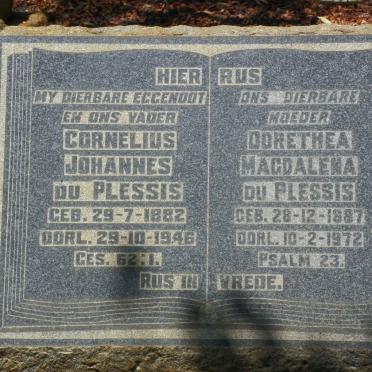 HIER RUS
MY DIERBARE EGGENOOT
EN ONS VADER
CORNELIUS
JOHANNES
DU PLESSIS
GEB. 29-7-1882
OORL. 29-10-1946
GES. 62:1.
ONS DIERBARE
MOEDER
DORETHEA
MAGDALENA
DU PLESSIS
GEB. 28-12-1887
OORL. 10-2-1972
PSALM 23.
RUS IN VREDE.